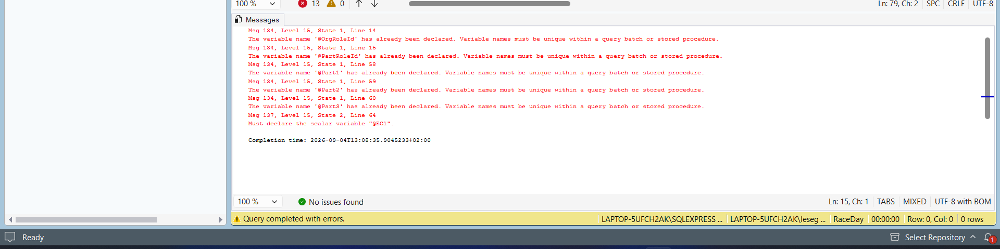 100 % 13 0 Ln: 79, Ch: 2 SPC CRLF UTF-8
Messages
Msg 134, Level 15, State 1, Line 14
The variable name '@OrgRoleId' has already been declared. Variable names must be unique within a query batch or stored procedure.
Msg 134, Level 15, State 1, Line 15
The variable name '@PartRoleId' has already been declared. Variable names must be unique within a query batch or stored procedure.
Msg 134, Level 15, State 1, Line 58
The variable name '@Part1' has already been declared. Variable names must be unique within a query batch or stored procedure.
Msg 134, Level 15, State 1, Line 59
The variable name '@Part2' has already been declared. Variable names must be unique within a query batch or stored procedure.
Msg 134, Level 15, State 1, Line 60
The variable name '@Part3' has already been declared. Variable names must be unique within a query batch or stored procedure.
Msg 137, Level 15, State 2, Line 64
Must declare the scalar variable "@EC1".
Completion time: 2026-09-04T13:08:35.9045233+02:00
100 % No issues found Ln: 15, Ch: 1 TABS MIXED UTF-8 with BOM
Query completed with errors. LAPTOP-5UFCH2AK\SQLEXPRESS ... LAPTOP-5UFCH2AK\leseg ... RaceDay 00:00:00 Row: 0, Col: 0 0 rows
Ready Select Repository 1